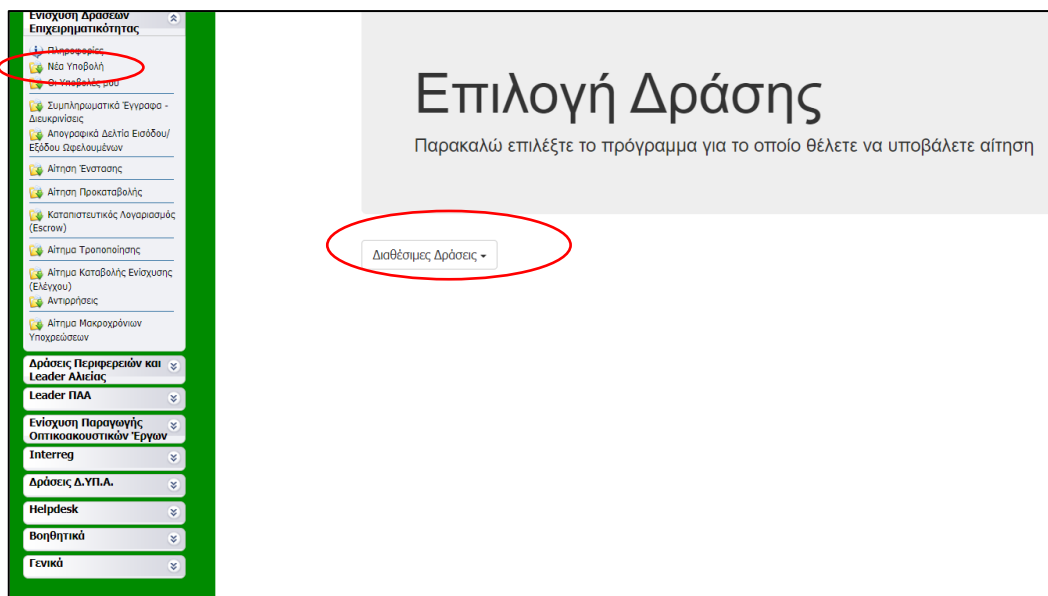 Ενίσχυση Δράσεων
Επιχειρηματικότητας
Πληροφορίες
Νέα Υποβολή
Οι Υποβολές μου
Συμπληρωματικά Έγγραφα -
Διευκρινίσεις
Απογραφικά Δελτία Εισόδου/
Εξόδου Ωφελουμένων
Αίτηση Ένστασης
Αίτηση Προκαταβολής
Καταπιστευτικός Λογαριασμός
(Escrow)
Αίτημα Τροποποίησης
Αίτημα Καταβολής Ενίσχυσης
(Ελέγχου)
Αντιρρήσεις
Αίτημα Μακροχρόνιων
Υποχρεώσεων
Δράσεις Περιφερειών και
Leader Αλιείας
Leader ΠΑΑ
Ενίσχυση Παραγωγής
Οπτικοακουστικών Έργων
Interreg
Δράσεις Δ.ΥΠ.Α.
Helpdesk
Βοηθητικά
Γενικά
Επιλογή Δράσης
Παρακαλώ επιλέξτε το πρόγραμμα για το οποίο θέλετε να υποβάλετε αίτηση
Διαθέσιμες Δράσεις